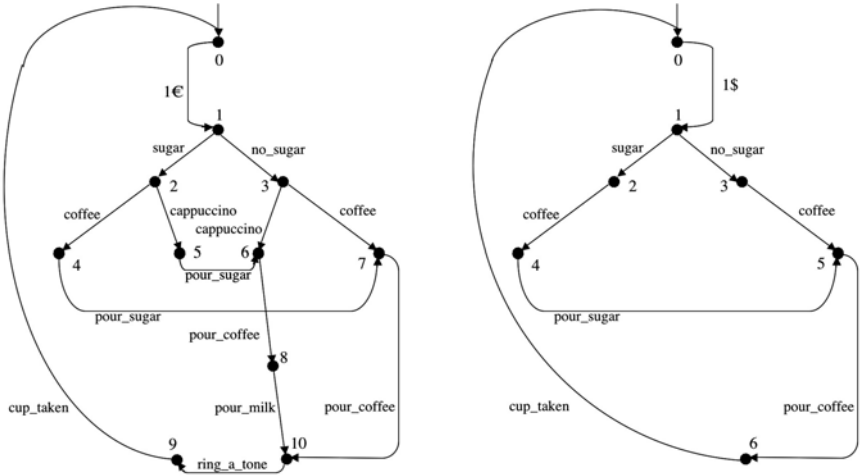 0
1€
1
sugar
no_sugar
2
3
coffee
cappuccino
cappuccino
coffee
4
5
6
7
pour_sugar
pour_sugar
pour_coffee
8
cup_taken
pour_milk
pour_coffee
9
10
ring_a_tone
0
1$
1
sugar
no_sugar
2
3
coffee
coffee
4
5
pour_sugar
cup_taken
pour_coffee
6